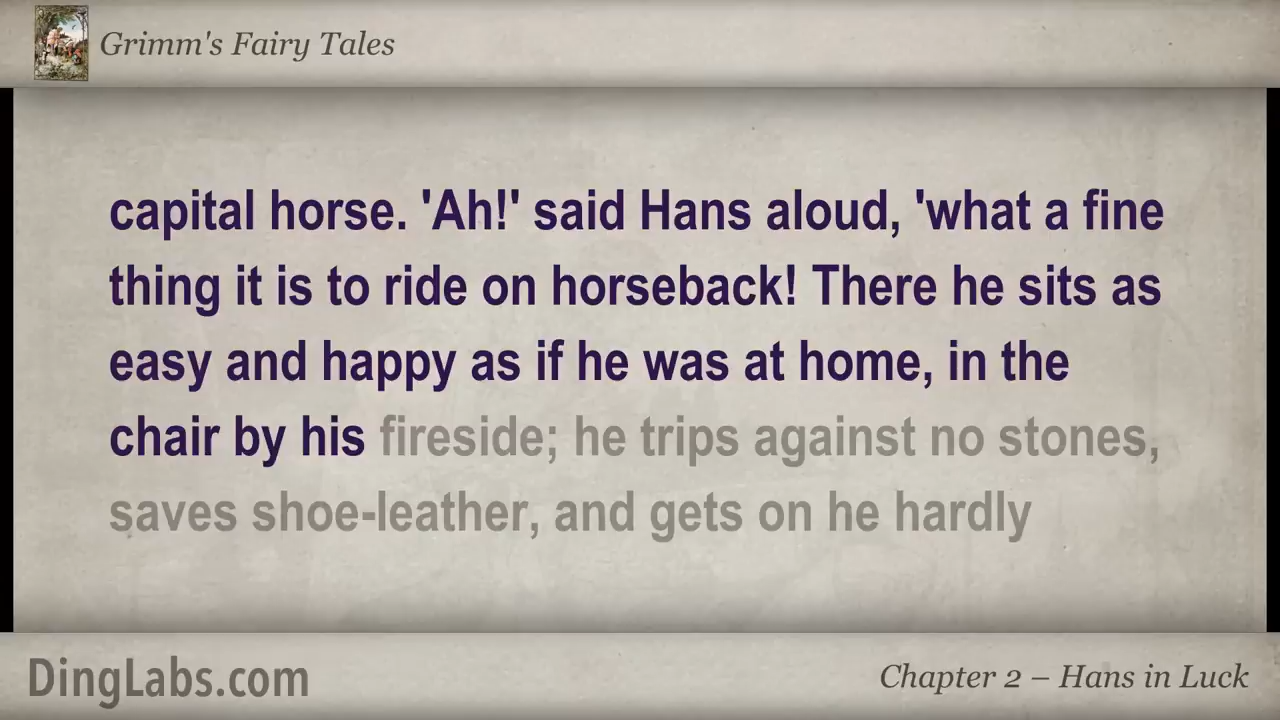 Grimm's Fairy Tales
capital horse. 'Ah!' said Hans aloud, 'what a fine
thing it is to ride on horseback! There he sits as
easy and happy as if he was at home, in the
chair by his fireside; he trips against no stones,
saves shoe-leather, and gets on he hardly
DingLabs.com
Chapter 2 – Hans in Luck